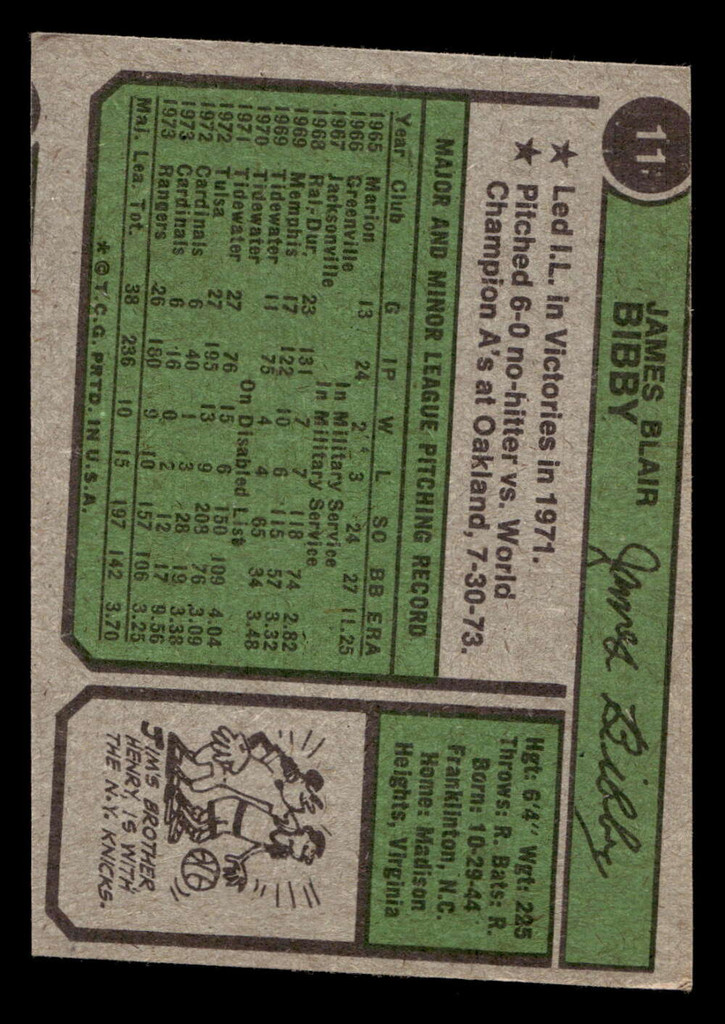 11
JAMES BLAIR
BIBBY
James Bibby
★ Led I.L. in Victories in 1971.
★ Pitched 6-0 no-hitter vs. World
Champion A's at Oakland, 7-30-73.
MAJOR AND MINOR LEAGUE PITCHING RECORD
Year Club G IP W L SO BB ERA
1965 Marion 13 24 2 3 24 27 11.25
1966 Greenville In Military Service
1967 Jacksonville In Military Service
1968 Ral.-Dur. 23 131 7 7 118 74 2.82
1969 Memphis 17 122 10 6 115 57 3.32
1969 Tidewater 11 75 4 4 65 34 3.48
1970 Tidewater On Disabled List
1971 Tidewater 27 76 15 6 150 109 4.04
1972 Tulsa 27 195 13 9 208 76 3.09
1972 Cardinals 6 40 1 3 28 19 3.38
1973 Cardinals 6 16 0 2 12 17 9.56
1973 Rangers 26 180 9 10 157 106 3.25
Maj. Lea. Tot. 38 236 10 15 197 142 3.70
* © T.C.G. PRTD. IN U.S.A.
Hgt: 6'4" Wgt: 225
Throws: R. Bats: R.
Born: 10-29-44
Franklinton, N.C.
Home: Madison
Heights, Virginia
JIM'S BROTHER,
HENRY, IS WITH
THE N.Y. KNICKS.